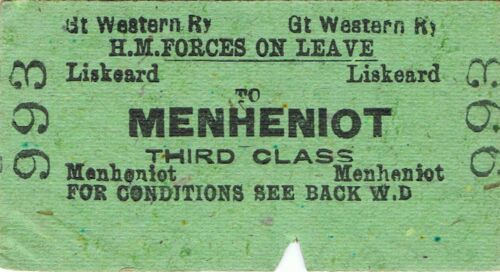 Gt Western Ry Gt Western Ry
H.M. FORCES ON LEAVE
Liskeard Liskeard
TO
MENHENIOT
THIRD CLASS
Menheniot Menheniot
FOR CONDITIONS SEE BACK W.D
993
993